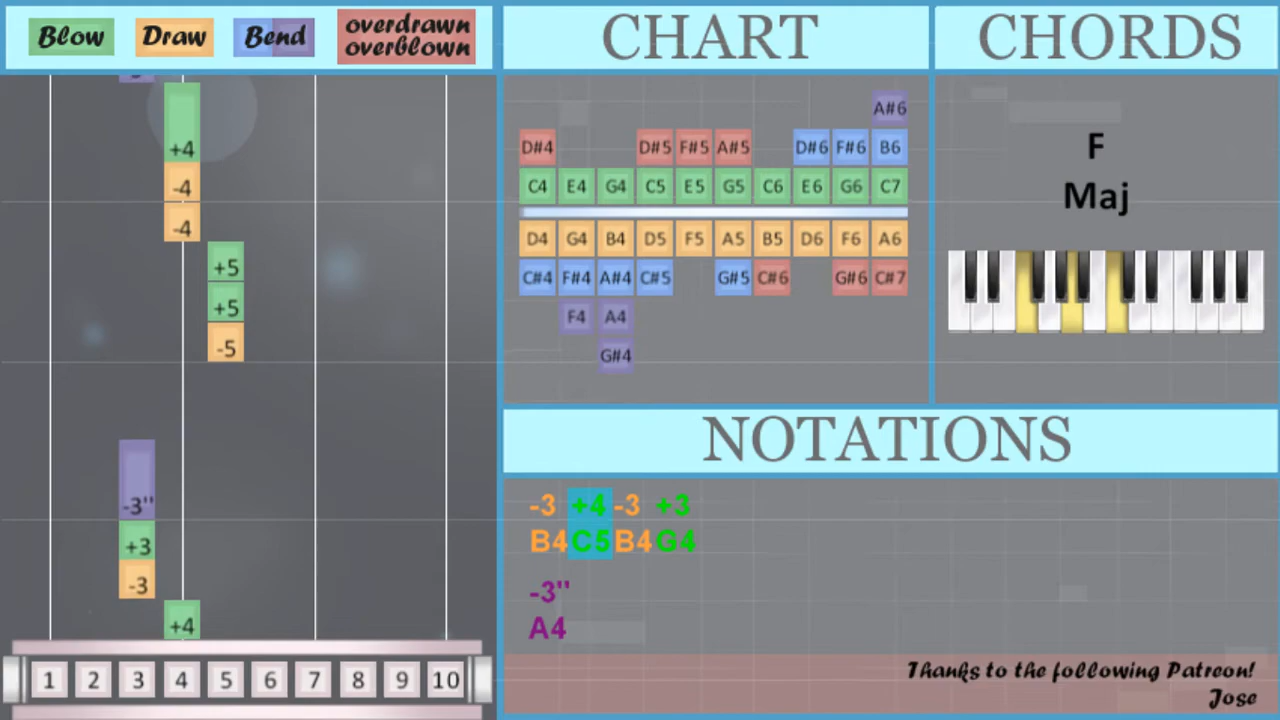 Blow Draw Bend overdrawn
overblown
CHART
CHORDS
+4
-4
-4
+5
+5
-5
-3''
+3
-3
+4
1 2 3 4 5 6 7 8 9 10
A#6
D#4 D#5 F#5 A#5 D#6 F#6 B6
C4 E4 G4 C5 E5 G5 C6 E6 G6 C7
D4 G4 B4 D5 F5 A5 B5 D6 F6 A6
C#4 F#4 A#4 C#5 G#5 C#6 G#6 C#7
F4 A4
G#4
F
Maj
NOTATIONS
-3 +4 -3 +3
B4 C5 B4 G4
-3''
A4
Thanks to the following Patreon!
Jose